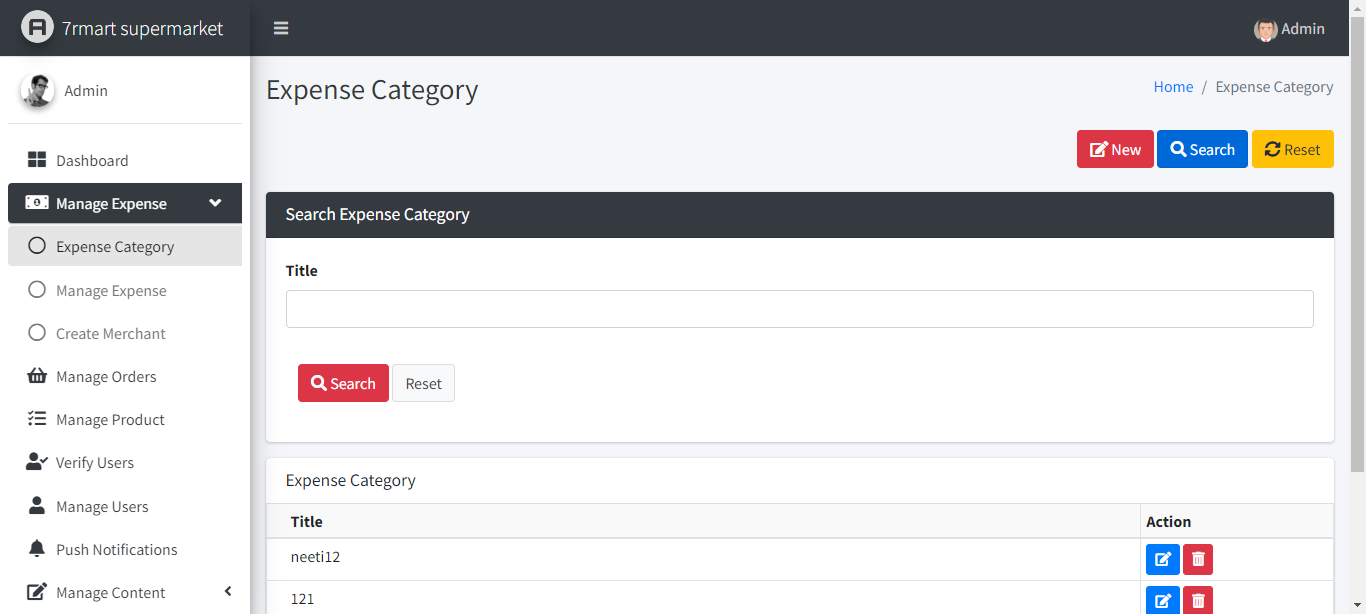 7rmart supermarket
Admin
Admin
Dashboard
Manage Expense
Expense Category
Manage Expense
Create Merchant
Manage Orders
Manage Product
Verify Users
Manage Users
Push Notifications
Manage Content
Expense Category
Home / Expense Category
New Search Reset
Search Expense Category
Title
Search Reset
Expense Category
Title Action
neeti12
121